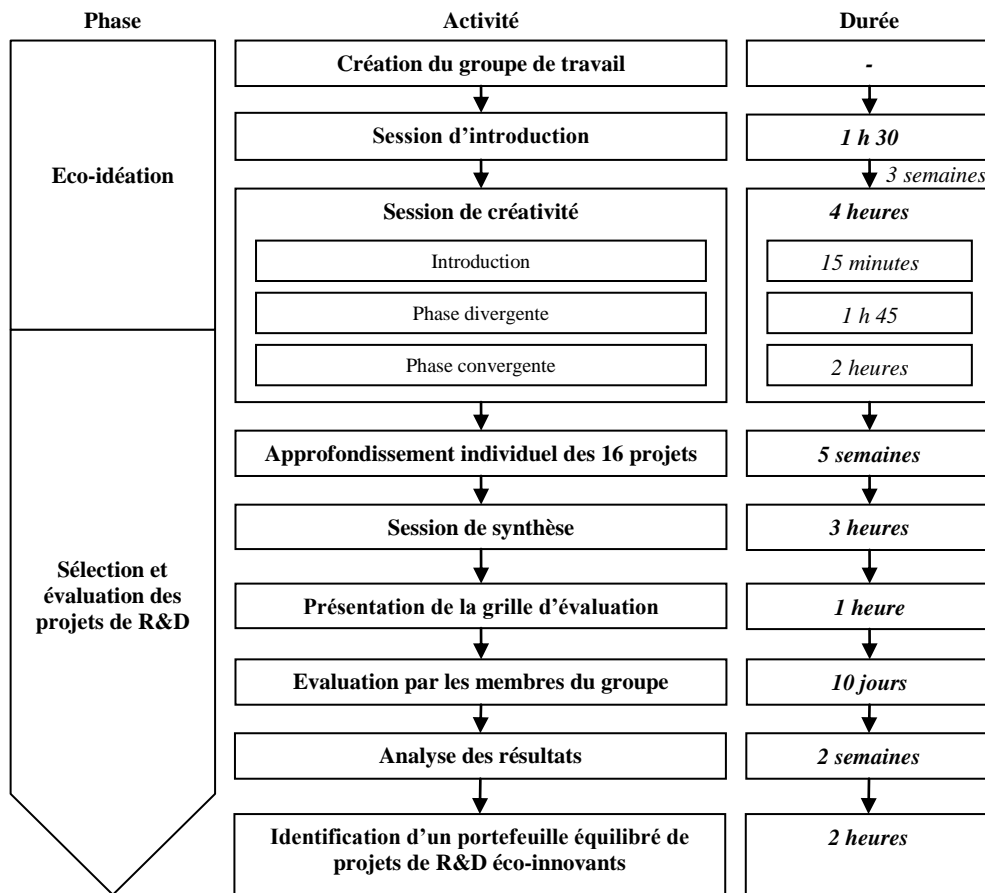 Phase
Activité
Durée
Création du groupe de travail
-
Session d'introduction
1 h 30
Eco-idéation
3 semaines
Session de créativité
4 heures
Introduction
15 minutes
Phase divergente
1 h 45
Phase convergente
2 heures
Approfondissement individuel des 16 projets
5 semaines
Session de synthèse
3 heures
Sélection et
évaluation des
projets de R&D
Présentation de la grille d'évaluation
1 heure
Evaluation par les membres du groupe
10 jours
Analyse des résultats
2 semaines
Identification d'un portefeuille équilibré de
projets de R&D éco-innovants
2 heures